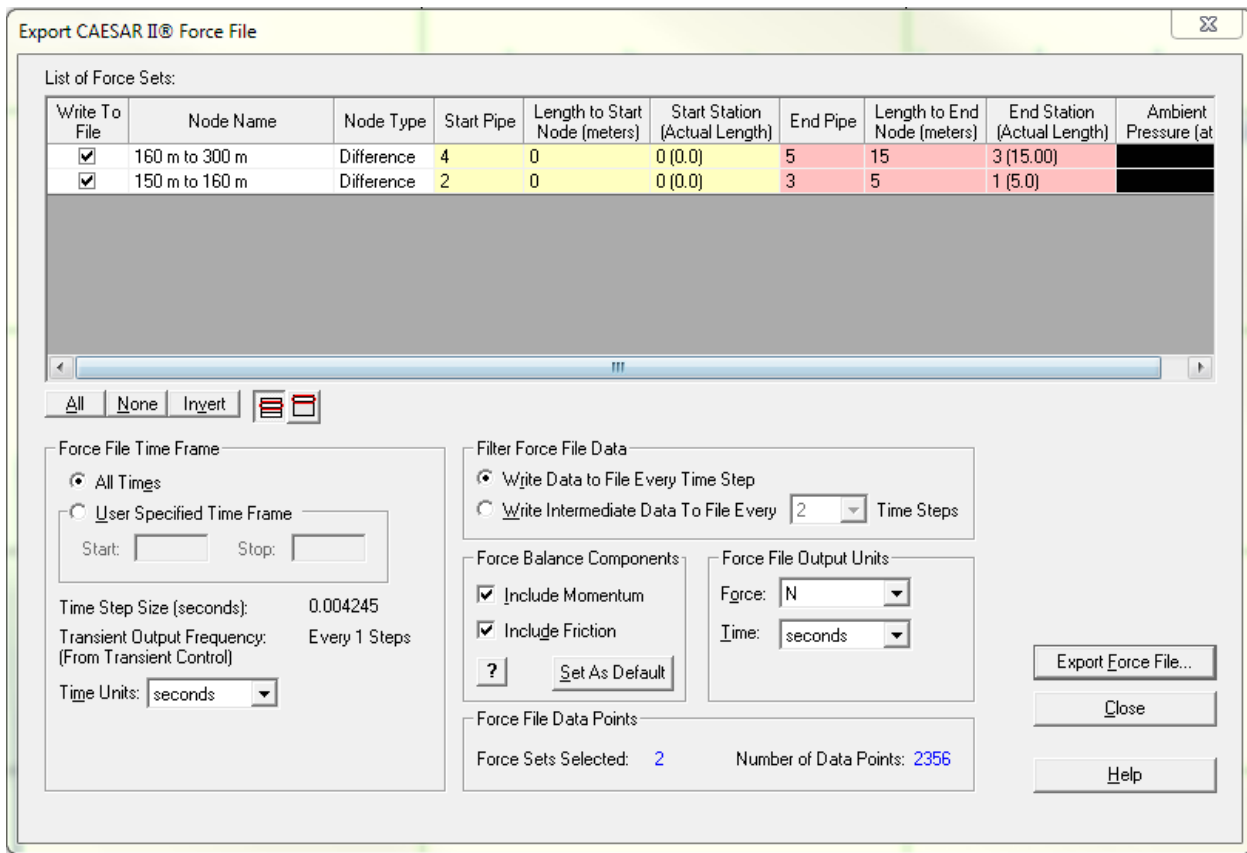 Export CAESAR II® Force File
List of Force Sets:
Write To File Node Name Node Type Start Pipe Length to Start Node (meters) Start Station (Actual Length) End Pipe Length to End Node (meters) End Station (Actual Length) Ambient Pressure (at
160 m to 300 m Difference 4 0 0 (0.0) 5 15 3 (15.00)
150 m to 160 m Difference 2 0 0 (0.0) 3 5 1 (5.0)
All None Invert
Force File Time Frame
All Times
User Specified Time Frame
Start: Stop:
Time Step Size (seconds): 0.004245
Transient Output Frequency: Every 1 Steps
(From Transient Control)
Time Units: seconds
Filter Force File Data
Write Data to File Every Time Step
Write Intermediate Data To File Every 2 Time Steps
Force Balance Components
Include Momentum
Include Friction
? Set As Default
Force File Output Units
Force: N
Time: seconds
Force File Data Points
Force Sets Selected: 2 Number of Data Points: 2356
Export Force File...
Close
Help